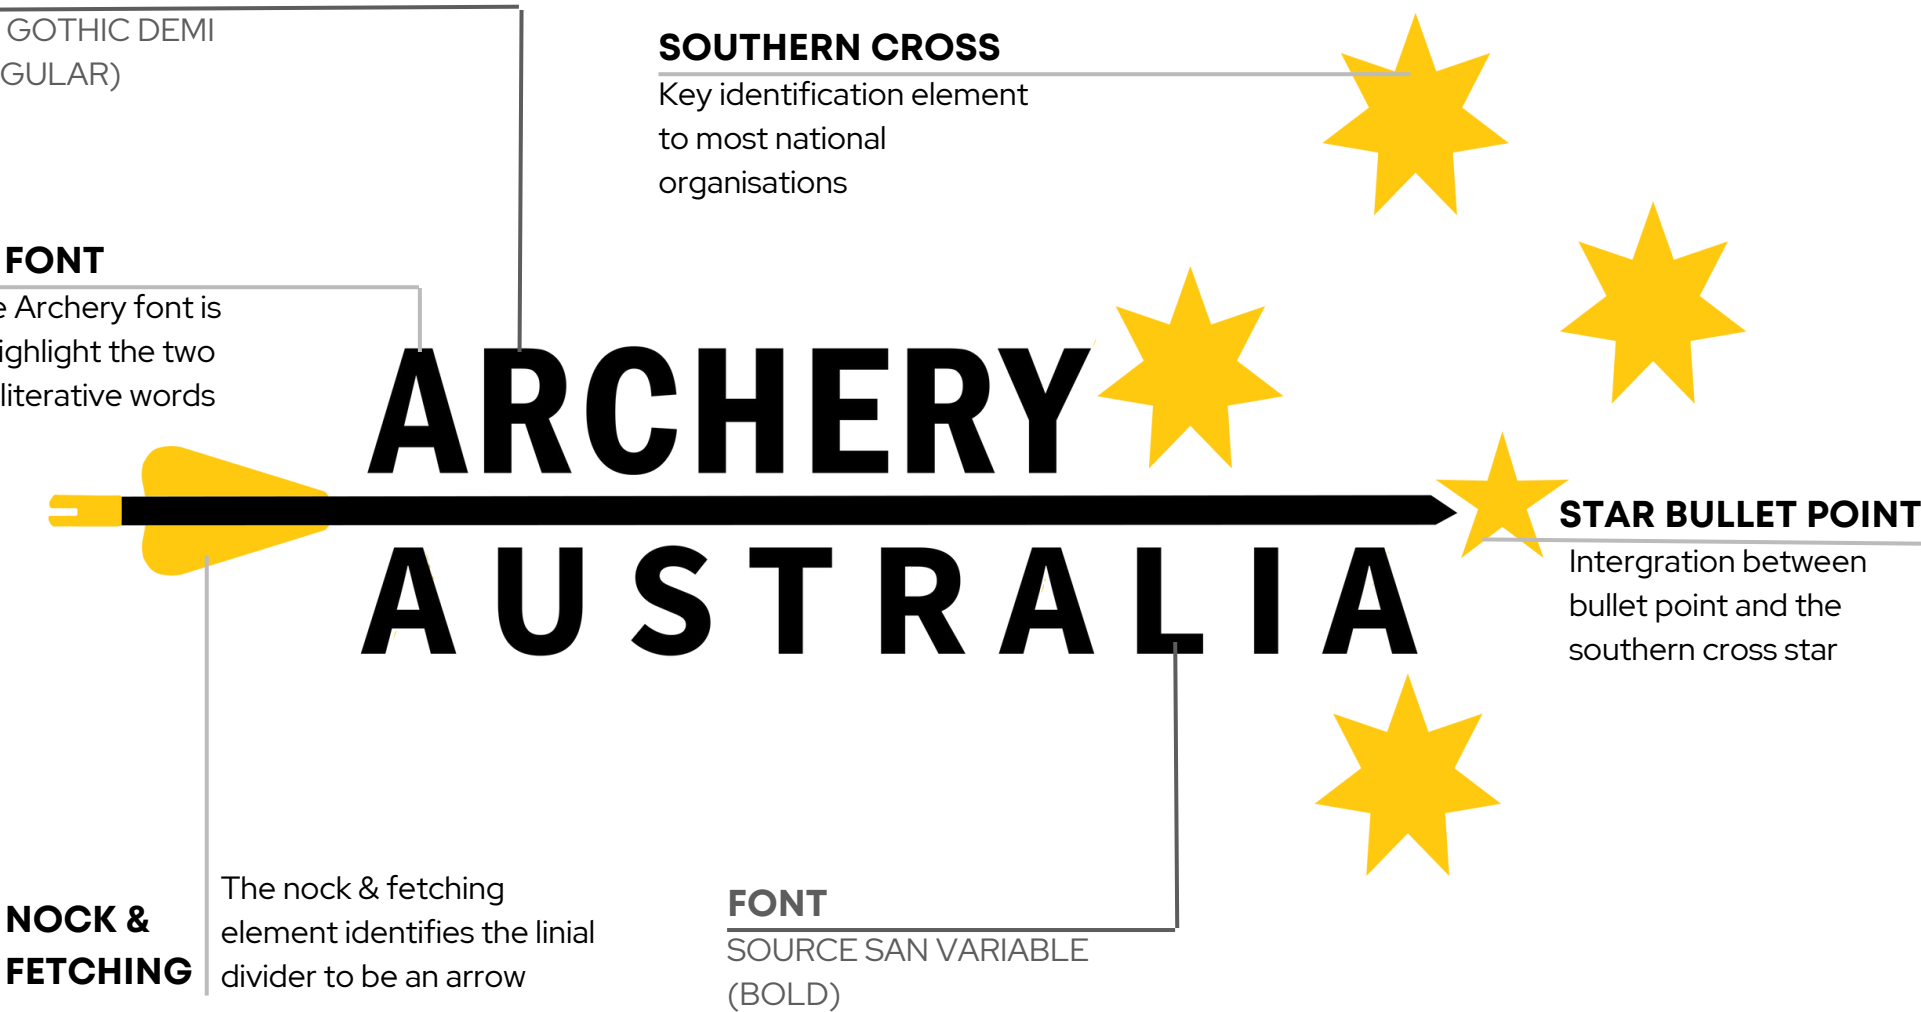 GOTHIC DEMI
GULAR)
SOUTHERN CROSS
Key identification element
to most national
organisations
FONT
e Archery font is
ighlight the two
literative words
ARCHERY
AUSTRALIA
STAR BULLET POINT
Intergration between
bullet point and the
southern cross star
NOCK &
FETCHING
The nock & fetching
element identifies the linial
divider to be an arrow
FONT
SOURCE SAN VARIABLE
(BOLD)